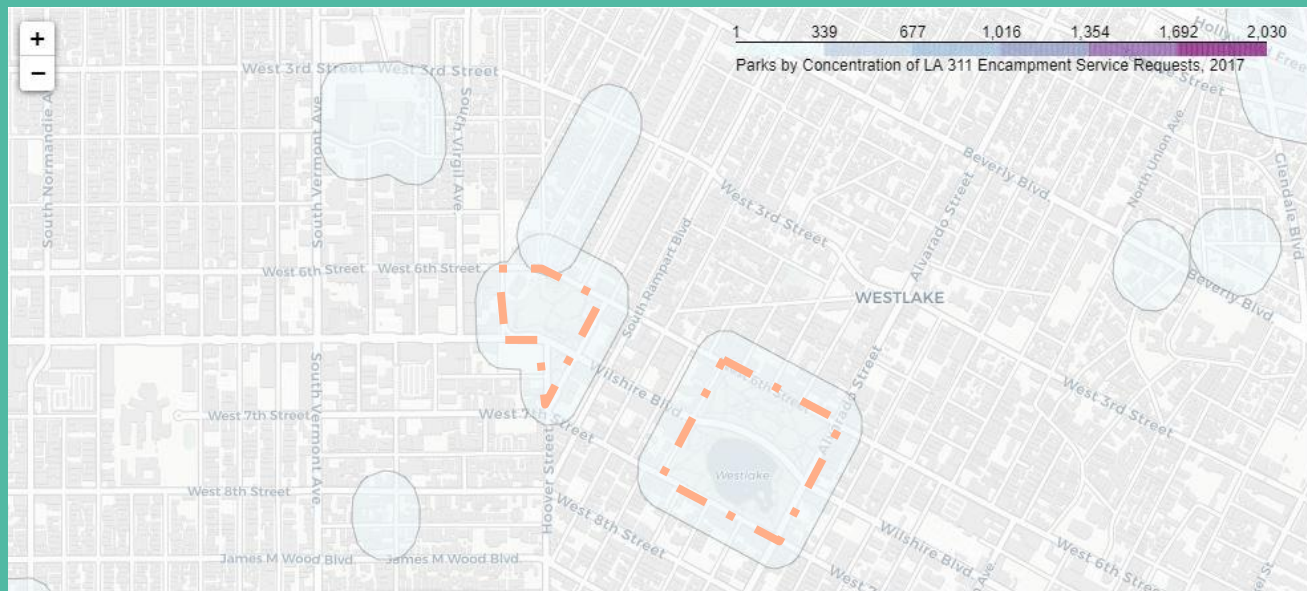 +
−
1 339 677 1,016 1,354 1,692 2,030
Parks by Concentration of LA 311 Encampment Service Requests, 2017
West 3rd Street
West 3rd Street
South Vermont Ave
South Virgil Ave
Beverly Blvd.
North Union Ave
Glendale Blvd
Alvarado Street
West 3rd Street
South Rampart Blvd.
West 6th Street
West 6th Street
WESTLAKE
Beverly Blvd.
Wilshire Blvd.
West 6th Street
Alvarado Street
West 3rd Street
South Vermont Ave
West 7th Street
West 7th Street
Westlake
West 8th Street
Hoover Street
West 8th Street
Wilshire Blvd.
West 6th Street
James M Wood Blvd.
James M Wood Blvd.